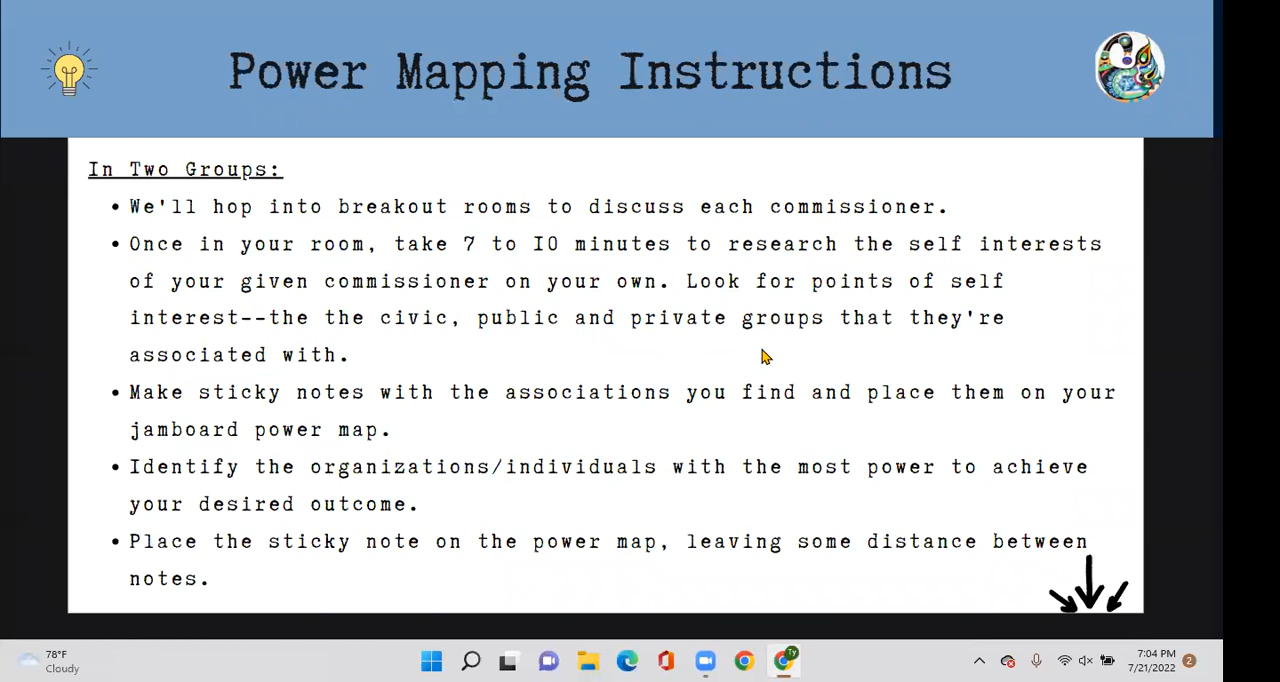 Power Mapping Instructions
In Two Groups:
• We'll hop into breakout rooms to discuss each commissioner.
• Once in your room, take 7 to 10 minutes to research the self interests
of your given commissioner on your own. Look for points of self
interest--the the civic, public and private groups that they're
associated with.
• Make sticky notes with the associations you find and place them on your
jamboard power map.
• Identify the organizations/individuals with the most power to achieve
your desired outcome.
• Place the sticky note on the power map, leaving some distance between
notes.
78°F
Cloudy
Ty
7:04 PM
7/21/2022
2